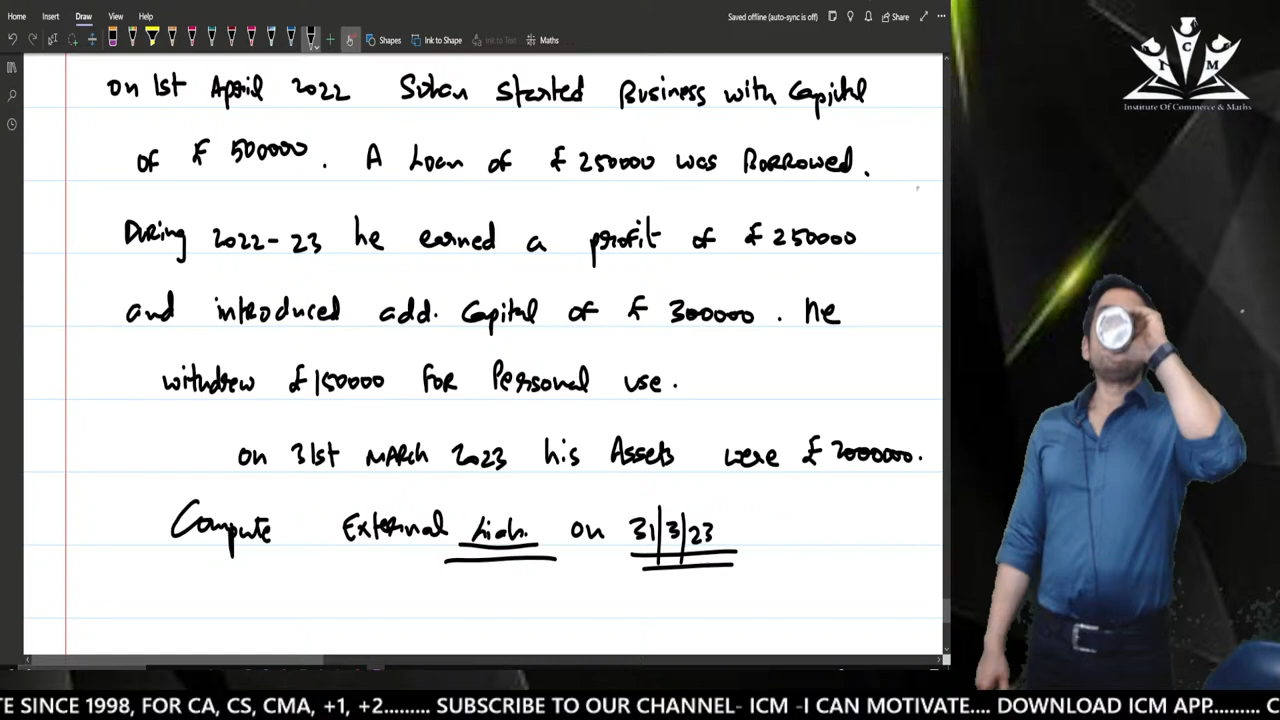 Home Insert Draw View Help
Saved offline (auto-sync is off) Share
Shapes Ink to Shape Ink to Text Maths
I C M
Institute Of Commerce & Maths
on 1st April 2022 Sohan Started Business with Capital
of ₹ 500000. A Loan of ₹ 250000 was Borrowed.
During 2022-23 he earned a profit of ₹ 250000
and introduced add. Capital of ₹ 300000. he
withdrew ₹ 150000 For Personal use.
on 31st March 2023 his Assets were ₹ 2000000.
Compute External Liab. on 31/3/23
TE SINCE 1998, FOR CA, CS, CMA, +1, +2........ SUBSCRIBE TO OUR CHANNEL- ICM -I CAN MOTIVATE.... DOWNLOAD ICM APP.......... C